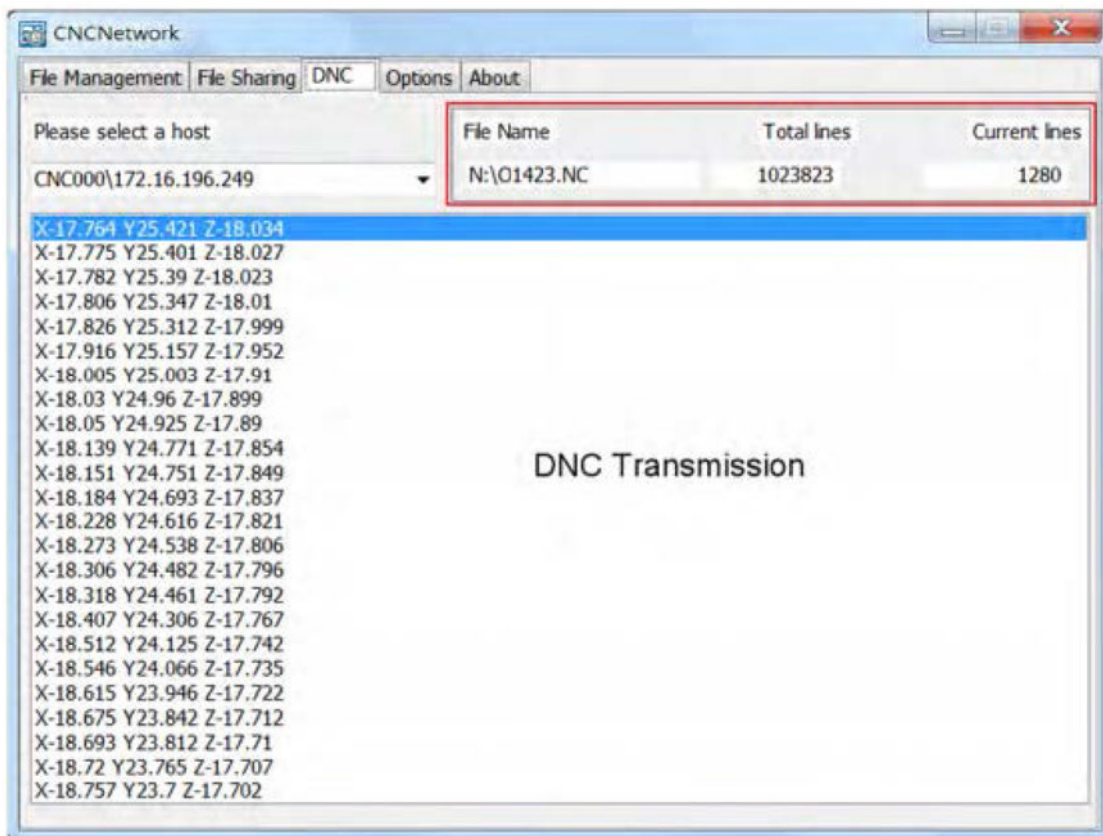 CNCNetwork
File Management File Sharing DNC Options About
Please select a host
File Name Total lines Current lines
CNC000\172.16.196.249
N:\O1423.NC 1023823 1280
X-17.764 Y25.421 Z-18.034
X-17.775 Y25.401 Z-18.027
X-17.782 Y25.39 Z-18.023
X-17.806 Y25.347 Z-18.01
X-17.826 Y25.312 Z-17.999
X-17.916 Y25.157 Z-17.952
X-18.005 Y25.003 Z-17.91
X-18.03 Y24.96 Z-17.899
X-18.05 Y24.925 Z-17.89
X-18.139 Y24.771 Z-17.854
X-18.151 Y24.751 Z-17.849
X-18.184 Y24.693 Z-17.837
X-18.228 Y24.616 Z-17.821
X-18.273 Y24.538 Z-17.806
X-18.306 Y24.482 Z-17.796
X-18.318 Y24.461 Z-17.792
X-18.407 Y24.306 Z-17.767
X-18.512 Y24.125 Z-17.742
X-18.546 Y24.066 Z-17.735
X-18.615 Y23.946 Z-17.722
X-18.675 Y23.842 Z-17.712
X-18.693 Y23.812 Z-17.71
X-18.72 Y23.765 Z-17.707
X-18.757 Y23.7 Z-17.702
DNC Transmission